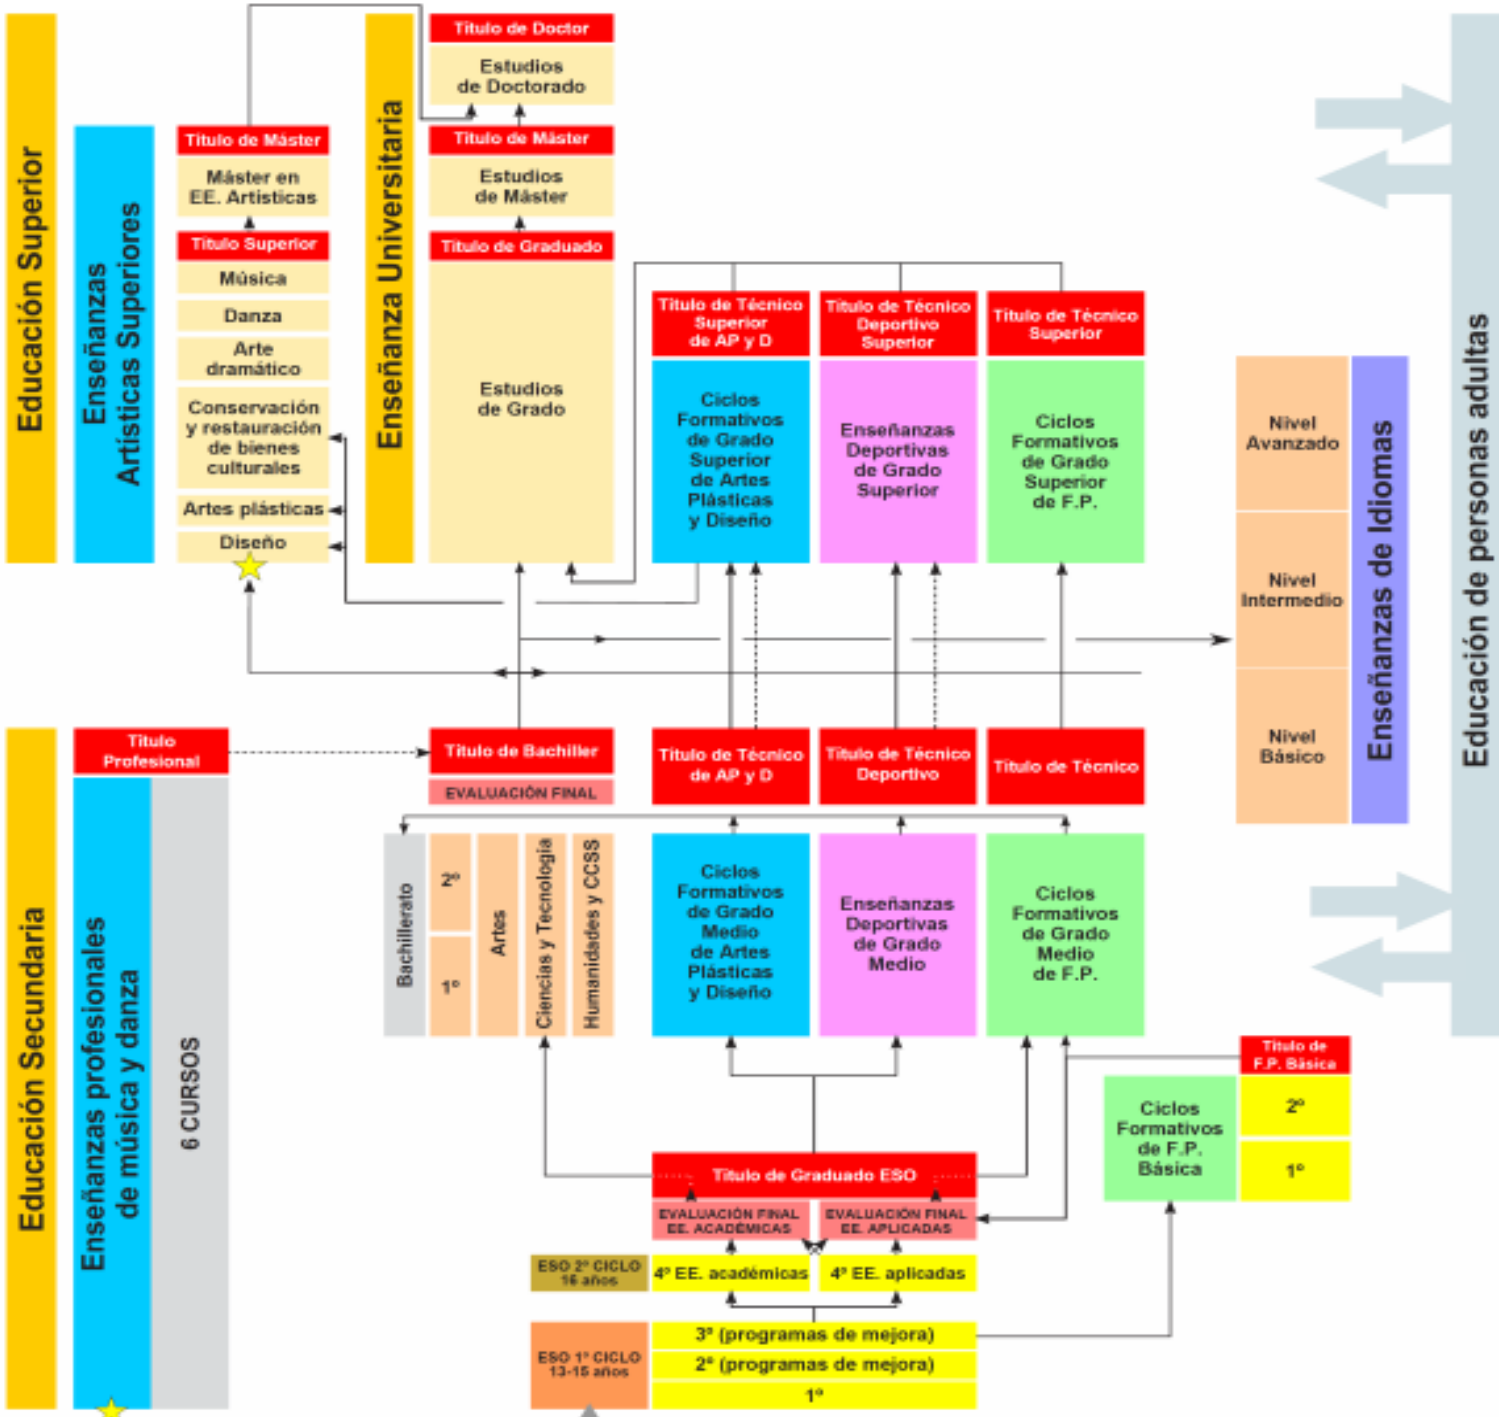 Educación Superior
Enseñanzas
Artísticas Superiores
Título de Máster
Máster en
EE. Artísticas
Título Superior
Música
Danza
Arte
dramático
Conservación
y restauración
de bienes
culturales
Artes plásticas
Diseño
Enseñanza Universitaria
Título de Doctor
Estudios
de Doctorado
Título de Máster
Estudios
de Máster
Título de Graduado
Estudios
de Grado
Título de Técnico
Superior
de AP y D
Ciclos
Formativos
de Grado
Superior
de Artes
Plásticas
y Diseño
Título de Técnico
Deportivo
Superior
Enseñanzas
Deportivas
de Grado
Superior
Título de Técnico
Superior
Ciclos
Formativos
de Grado
Superior
de F.P.
Nivel
Avanzado
Nivel
Intermedio
Nivel
Básico
Enseñanzas de Idiomas
Educación de personas adultas
Educación Secundaria
Título
Profesional
Enseñanzas profesionales
de música y danza
6 CURSOS
Título de Bachiller
EVALUACIÓN FINAL
Bachillerato
2º
1º
Artes
Ciencias y Tecnología
Humanidades y CCSS
Título de Técnico
de AP y D
Ciclos
Formativos
de Grado
Medio
de Artes
Plásticas
y Diseño
Título de Técnico
Deportivo
Enseñanzas
Deportivas
de Grado
Medio
Título de Técnico
Ciclos
Formativos
de Grado
Medio
de F.P.
Título de
F.P. Básica
Ciclos
Formativos
de F.P.
Básica
2º
1º
Título de Graduado ESO
EVALUACIÓN FINAL
EE. ACADÉMICAS
EVALUACIÓN FINAL
EE. APLICADAS
ESO 2º CICLO
16 años
4º EE. académicas
4º EE. aplicadas
ESO 1º CICLO
13-15 años
3º (programas de mejora)
2º (programas de mejora)
1º